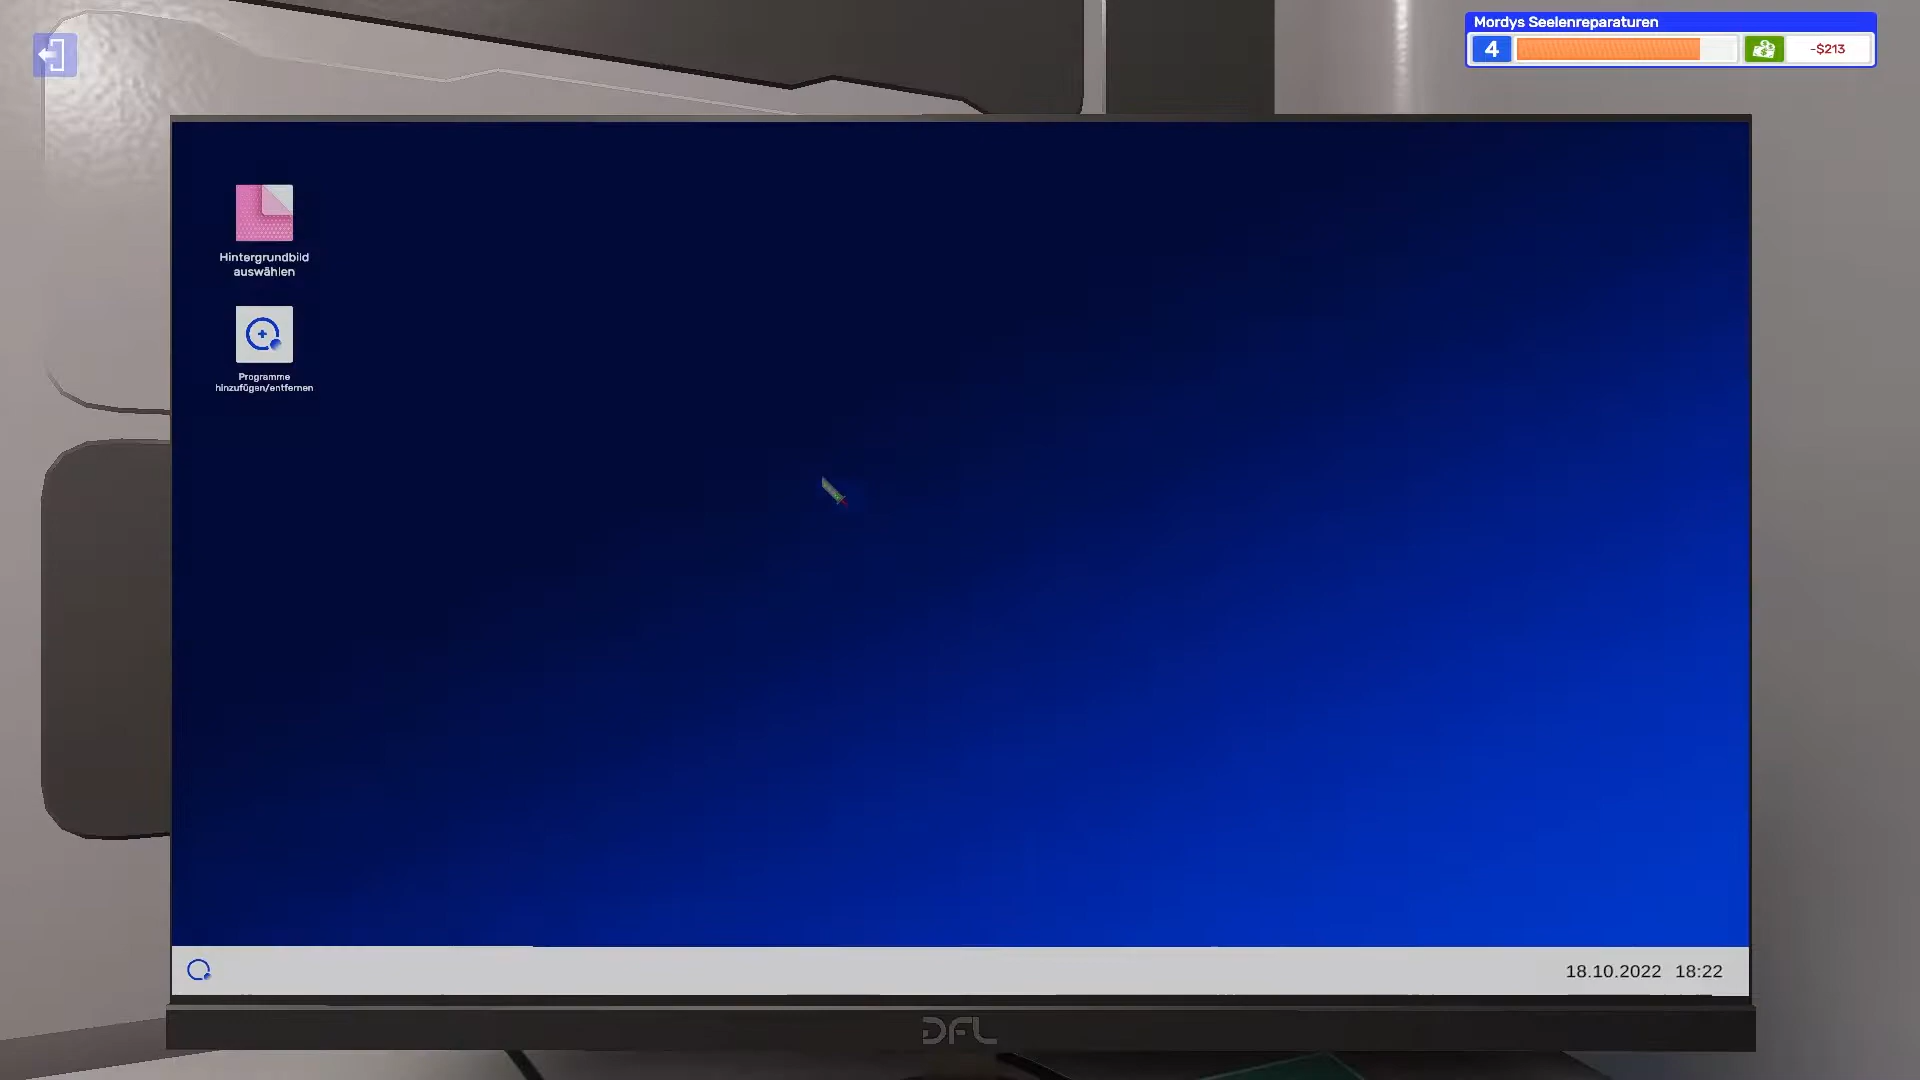 Mordys Seelenreparaturen
4
-$213
Hintergrundbild
auswählen
Programme
hinzufügen/entfernen
18.10.2022 18:22
DFL